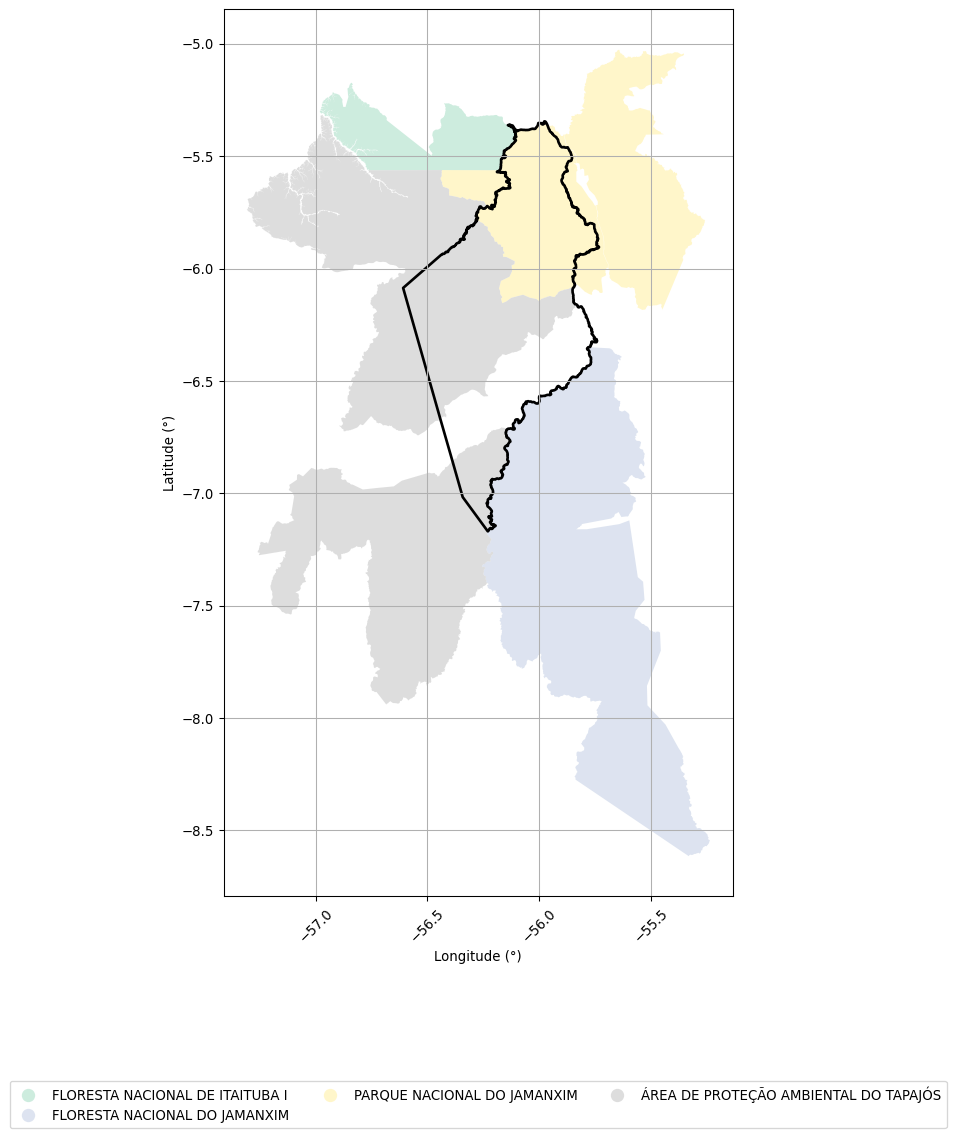 −5.0
−5.5
−6.0
−6.5
−7.0
−7.5
−8.0
−8.5
Latitude (°)
−57.0
−56.5
−56.0
−55.5
Longitude (°)
FLORESTA NACIONAL DE ITAITUBA I
FLORESTA NACIONAL DO JAMANXIM
PARQUE NACIONAL DO JAMANXIM
ÁREA DE PROTEÇÃO AMBIENTAL DO TAPAJÓS